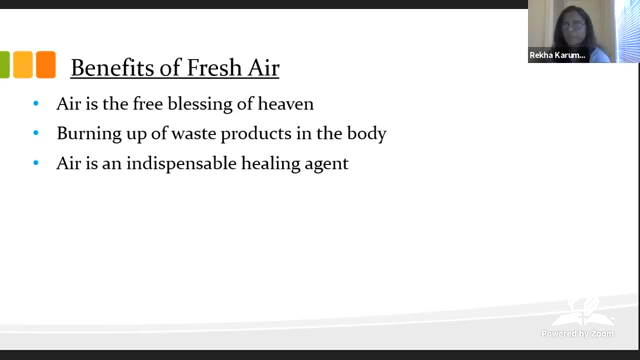 Benefits of Fresh Air
Air is the free blessing of heaven
Burning up of waste products in the body
Air is an indispensable healing agent
Rekha Karum...
Powered by Zoom